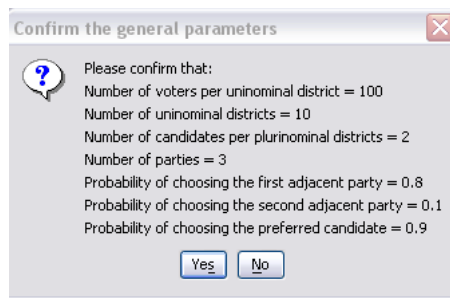 Confirm the general parameters
Please confirm that:
Number of voters per uninominal district = 100
Number of uninominal districts = 10
Number of candidates per plurinominal districts = 2
Number of parties = 3
Probability of choosing the first adjacent party = 0.8
Probability of choosing the second adjacent party = 0.1
Probability of choosing the preferred candidate = 0.9
Yes No